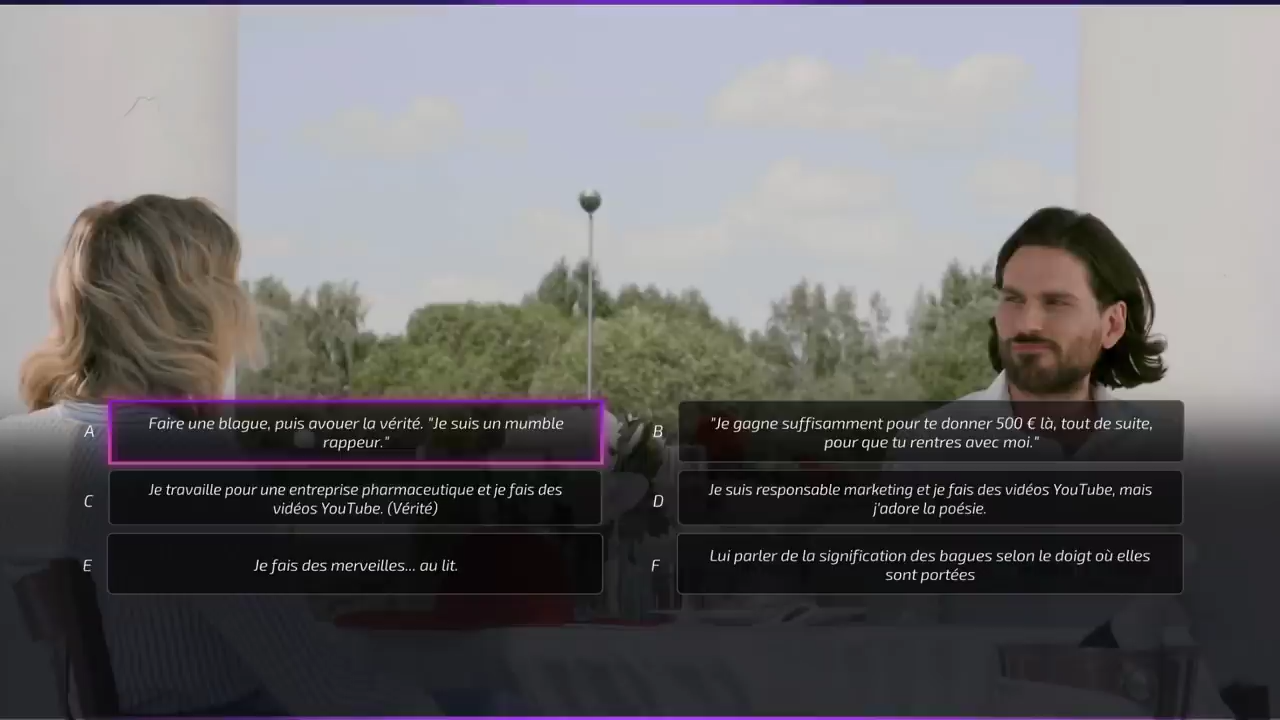 A
Faire une blague, puis avouer la vérité. "Je suis un mumble
rappeur."
B
"Je gagne suffisamment pour te donner 500 € là, tout de suite,
pour que tu rentres avec moi."
C
Je travaille pour une entreprise pharmaceutique et je fais des
vidéos YouTube. (Vérité)
D
Je suis responsable marketing et je fais des vidéos YouTube, mais
j'adore la poésie.
E
Je fais des merveilles... au lit.
F
Lui parler de la signification des bagues selon le doigt où elles
sont portées